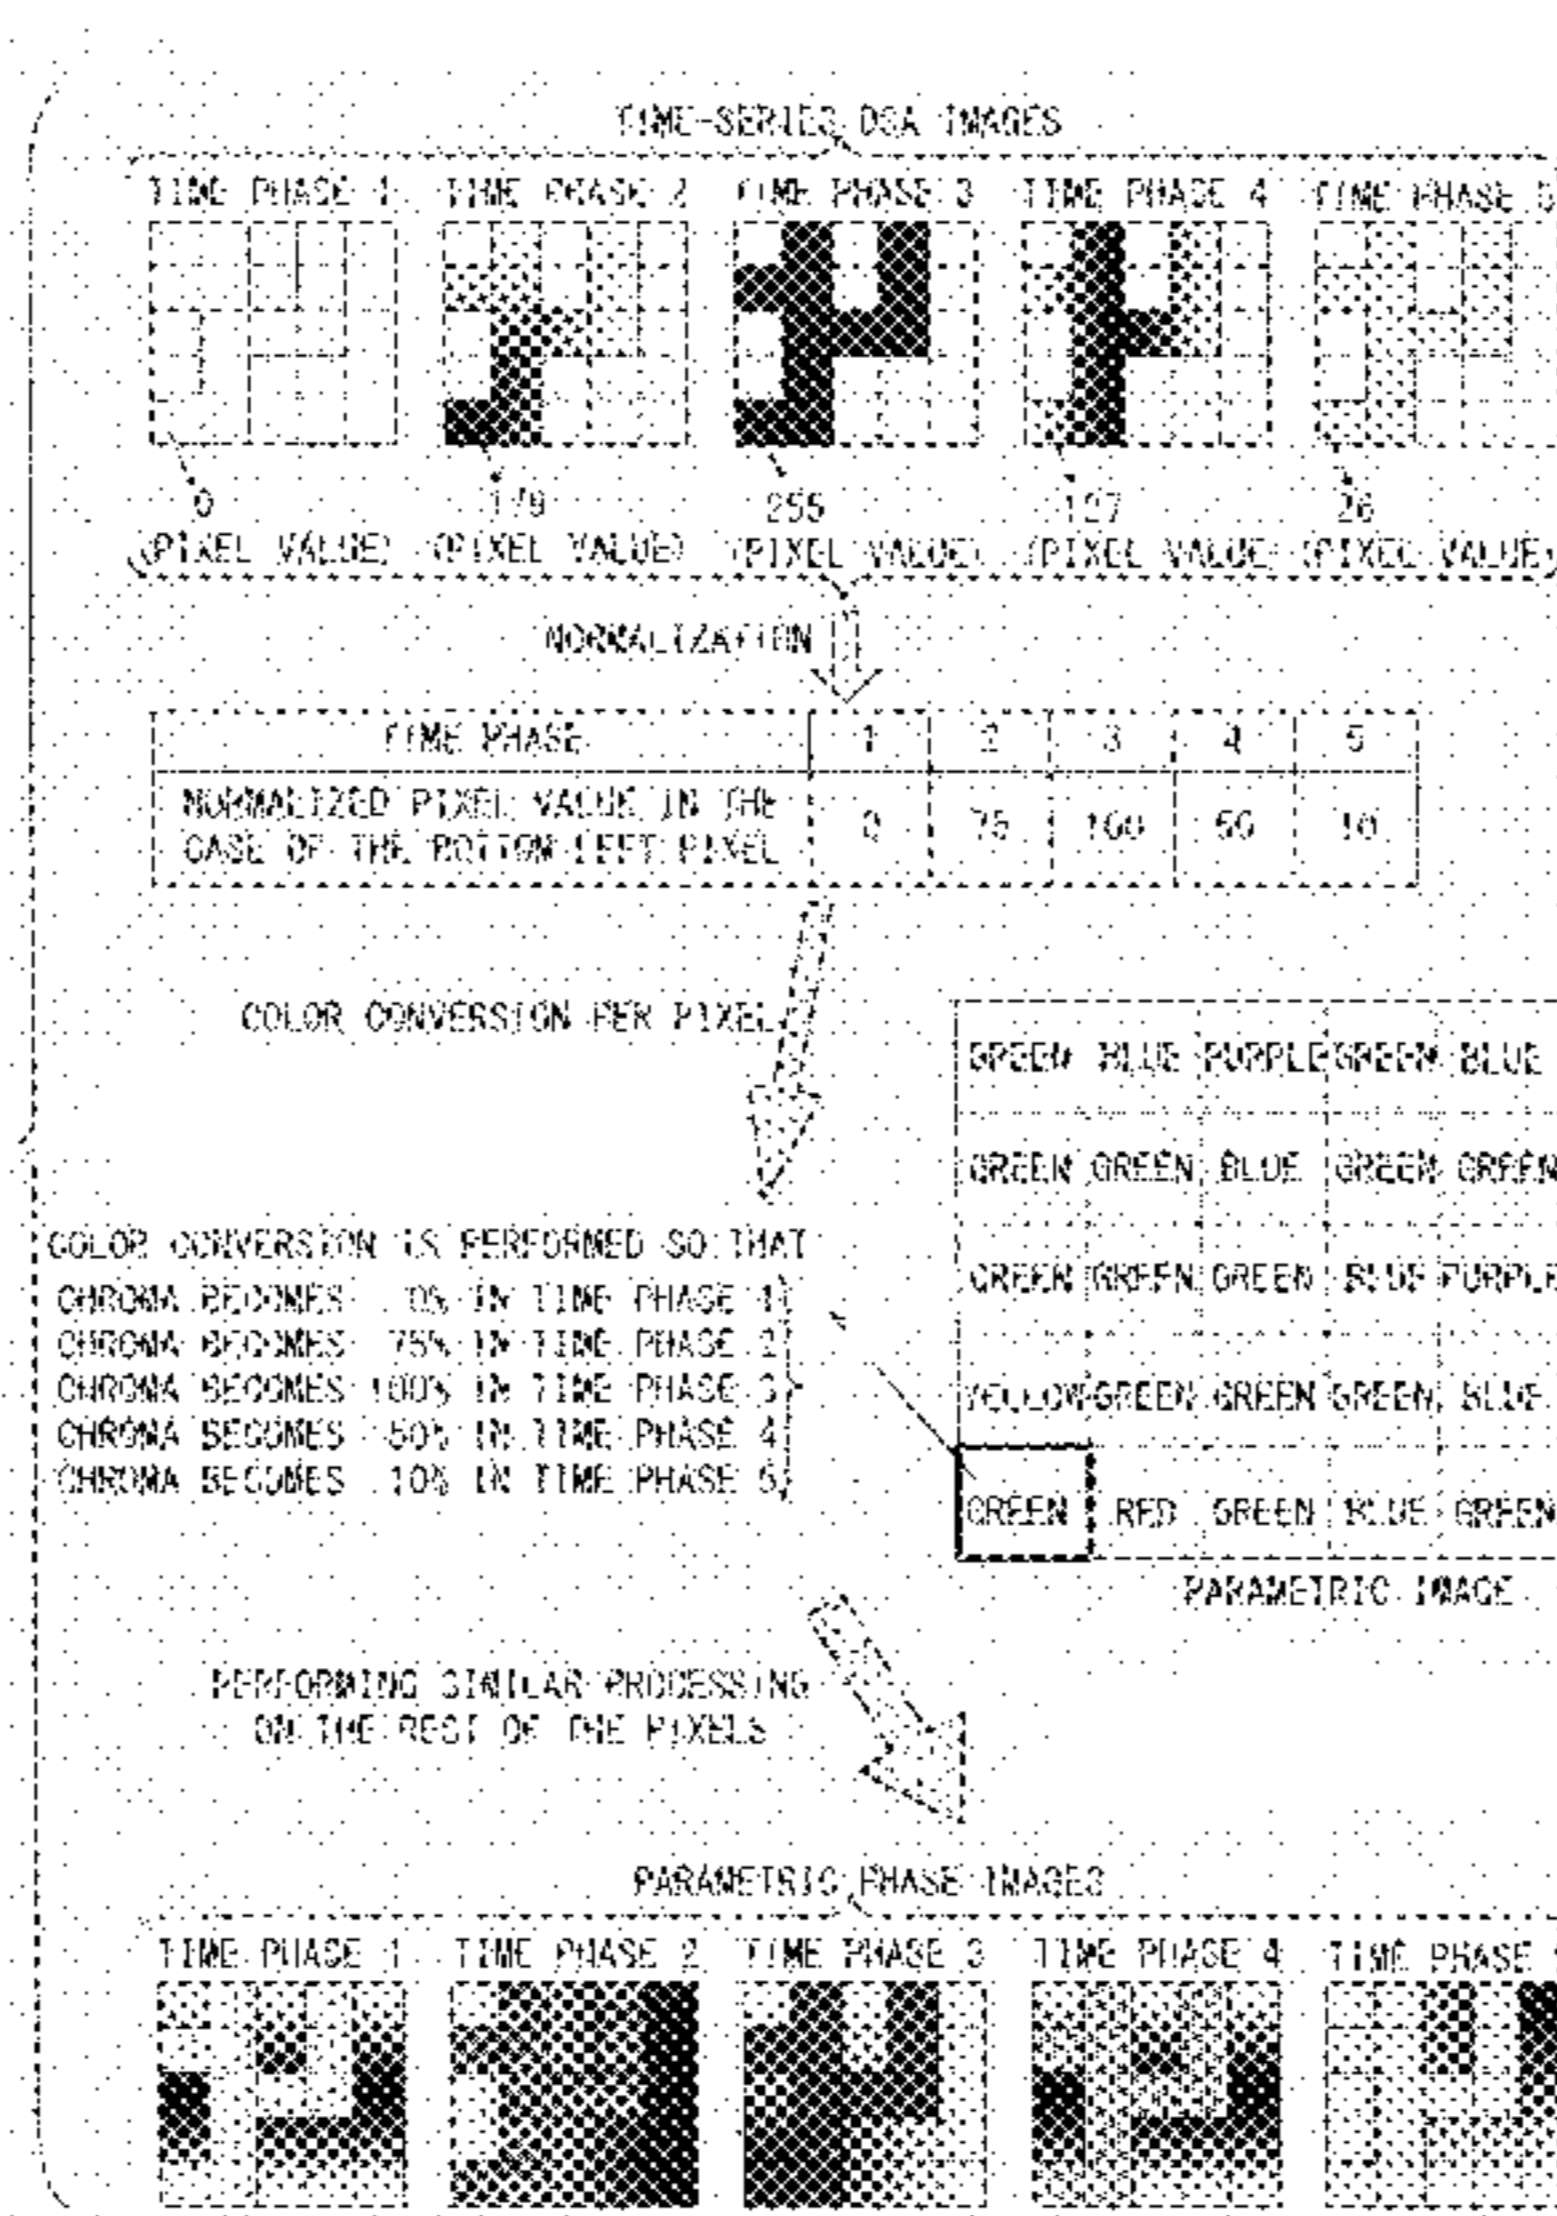 TIME-SERIES DSA IMAGES
TIME PHASE 1 TIME PHASE 2 TIME PHASE 3 TIME PHASE 4 TIME PHASE 5
0 179 255 127 26
(PIXEL VALUE) (PIXEL VALUE) (PIXEL VALUE) (PIXEL VALUE) (PIXEL VALUE)
NORMALIZATION
TIME PHASE 1 2 3 4 5
NORMALIZED PIXEL VALUE IN THE
CASE OF THE BOTTOM LEFT PIXEL 0 75 100 50 10
COLOR CONVERSION PER PIXEL
GREEN BLUE PURPLE GREEN BLUE
GREEN GREEN BLUE GREEN GREEN
GREEN GREEN GREEN BLUE PURPLE
YELLOW GREEN GREEN GREEN BLUE
GREEN RED GREEN BLUE GREEN
PARAMETRIC IMAGE
COLOR CONVERSION IS PERFORMED SO THAT
CHROMA BECOMES 0% IN TIME PHASE 1
CHROMA BECOMES 75% IN TIME PHASE 2
CHROMA BECOMES 100% IN TIME PHASE 3
CHROMA BECOMES 50% IN TIME PHASE 4
CHROMA BECOMES 10% IN TIME PHASE 5
PERFORMING SIMILAR PROCESSING
ON THE REST OF THE PIXELS
PARAMETRIC PHASE IMAGES
TIME PHASE 1 TIME PHASE 2 TIME PHASE 3 TIME PHASE 4 TIME PHASE